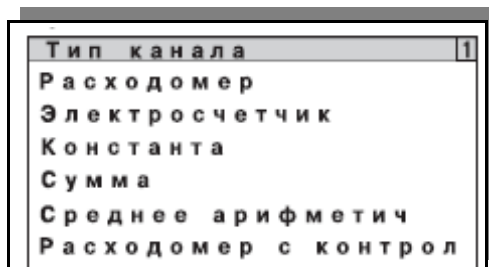 Тип канала 1
Расходомер
Электросчетчик
Константа
Сумма
Среднее арифметич
Расходомер с контрол